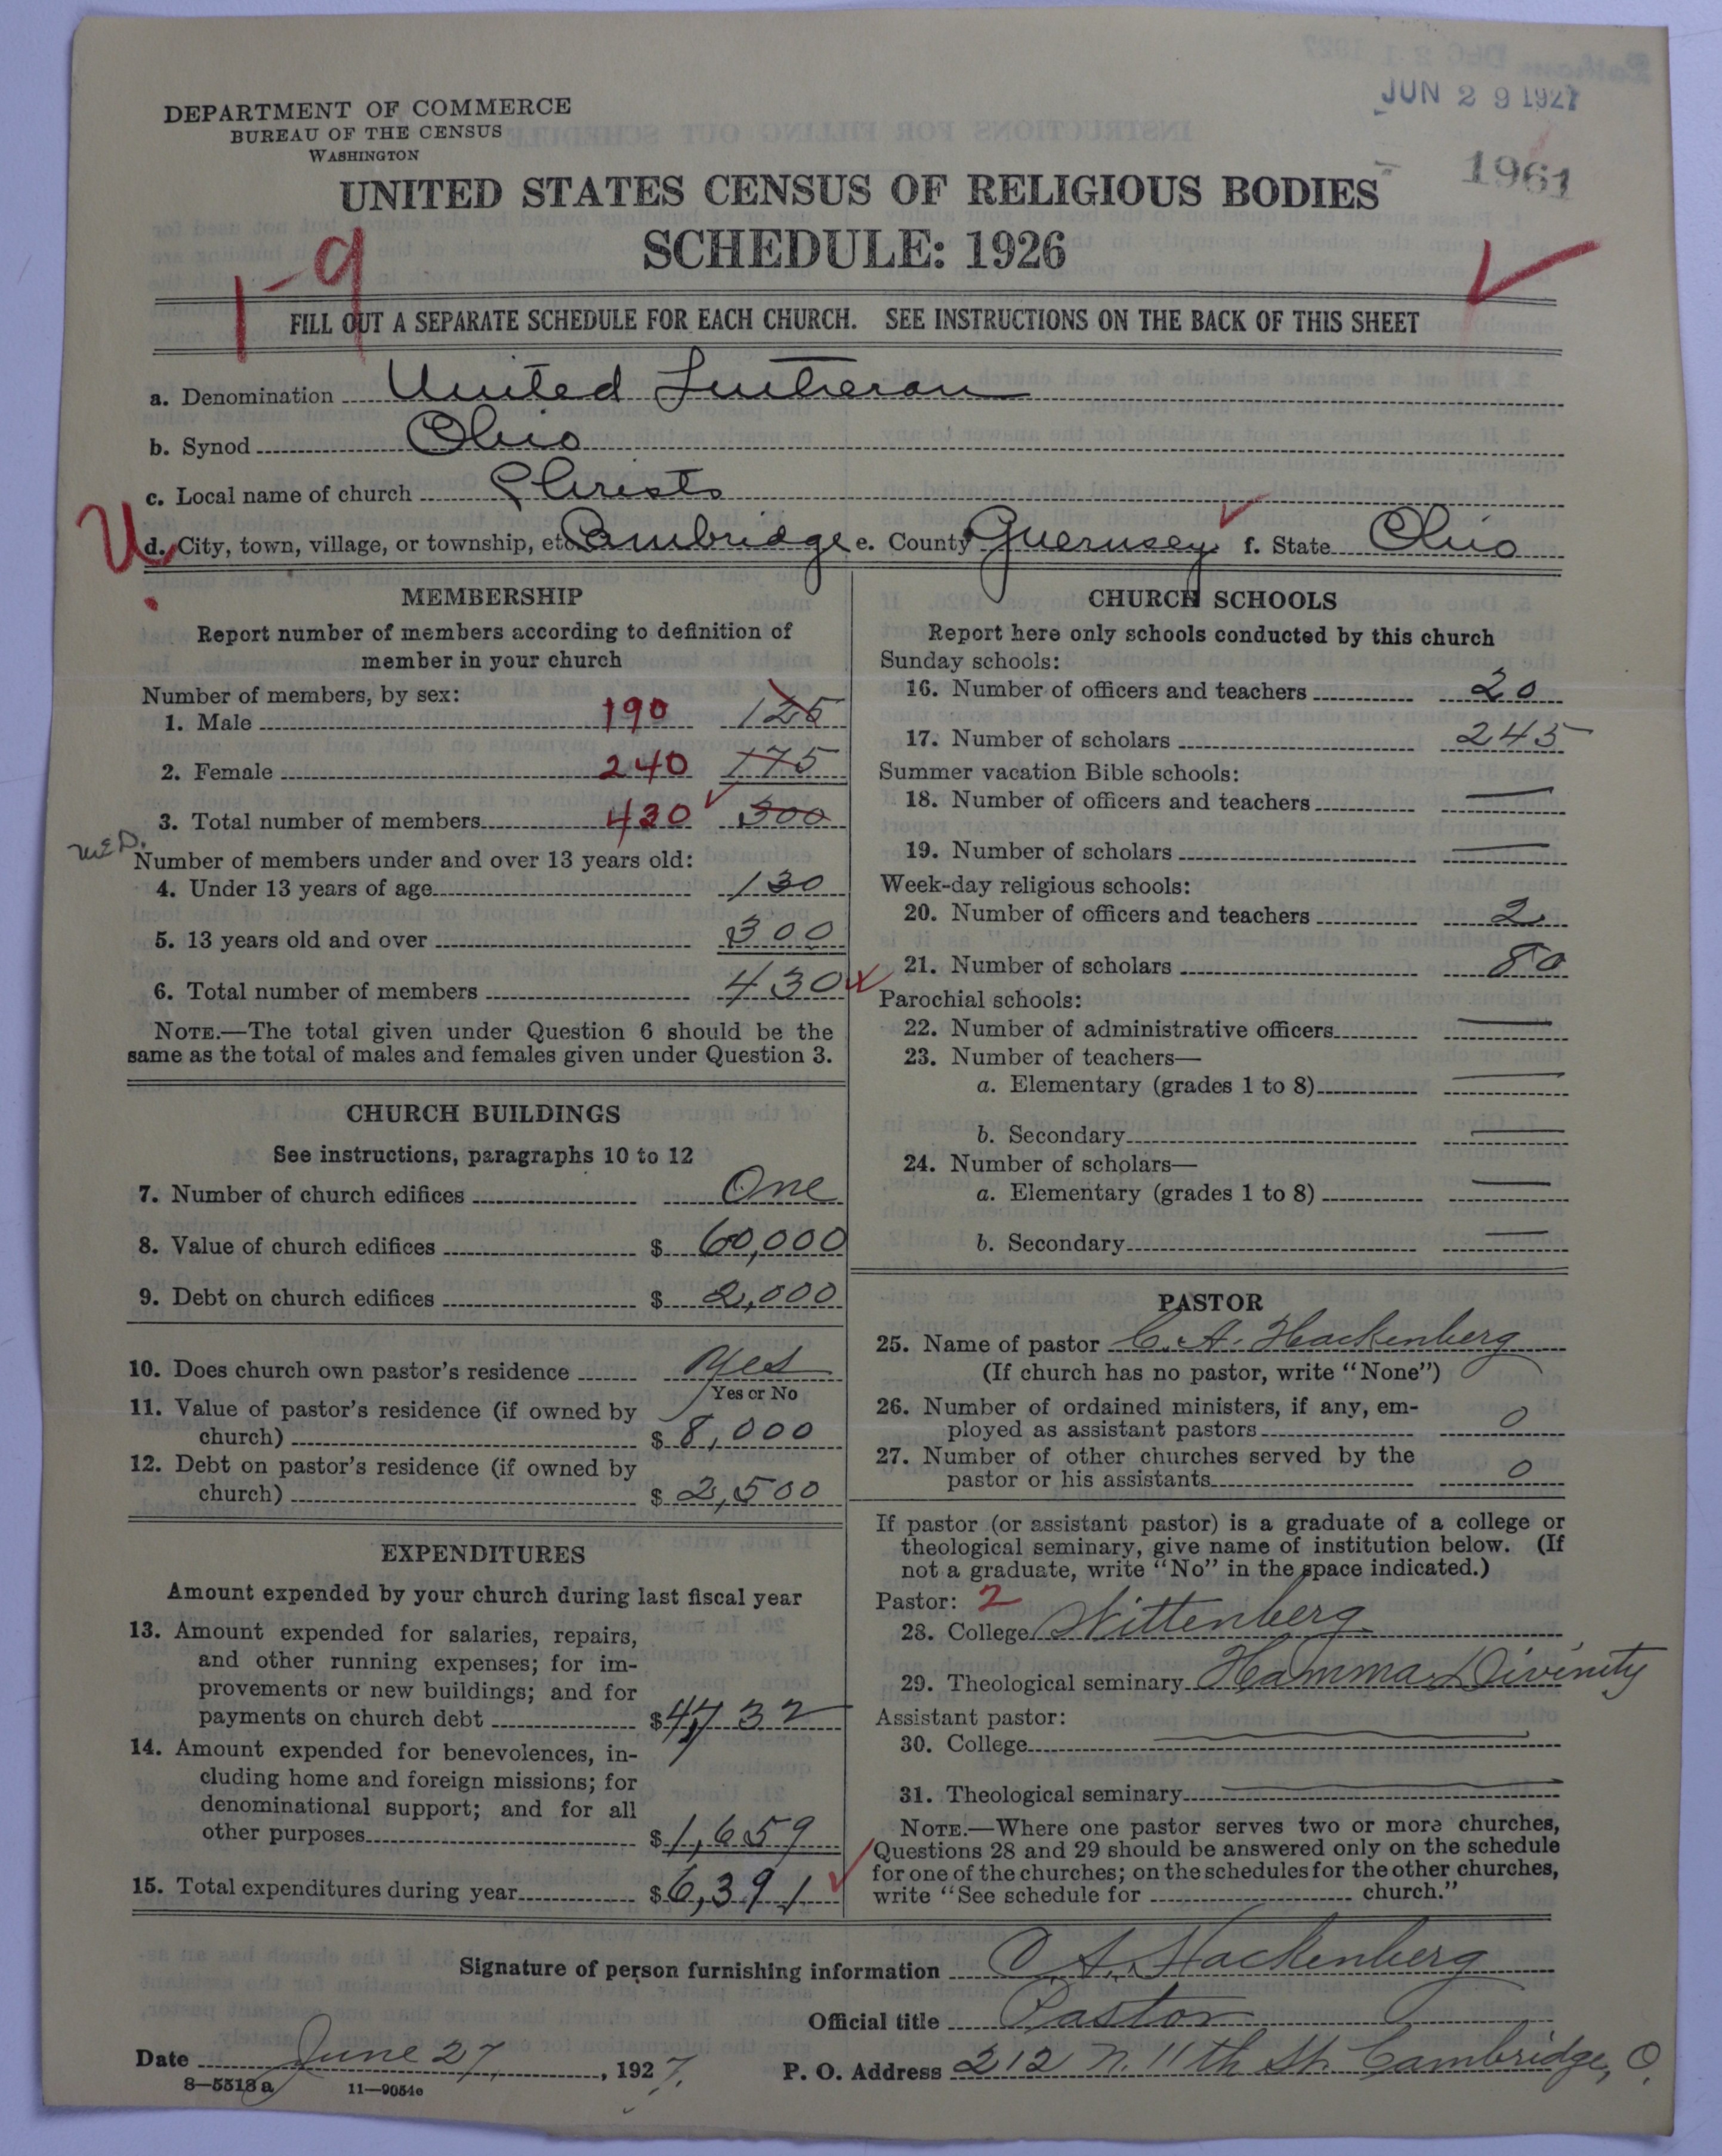 JUN 29 1927
1961
DEPARTMENT OF COMMERCE
BUREAU OF THE CENSUS
WASHINGTON
UNITED STATES CENSUS OF RELIGIOUS BODIES
SCHEDULE: 1926
1-9
FILL OUT A SEPARATE SCHEDULE FOR EACH CHURCH. SEE INSTRUCTIONS ON THE BACK OF THIS SHEET
a. Denomination United Lutheran
b. Synod Ohio
c. Local name of church Christs
U d. City, town, village, or township, etc. Cambridge e. County Guernsey f. State Ohio
MEMBERSHIP
Report number of members according to definition of
member in your church
Number of members, by sex:
1. Male 190 125
2. Female 240 175
3. Total number of members 430 300
Number of members under and over 13 years old:
4. Under 13 years of age 130
5. 13 years old and over 300
6. Total number of members 430
NOTE.—The total given under Question 6 should be the
same as the total of males and females given under Question 3.
CHURCH BUILDINGS
See instructions, paragraphs 10 to 12
7. Number of church edifices One
8. Value of church edifices $ 60,000
9. Debt on church edifices $ 2,000
10. Does church own pastor's residence Yes
Yes or No
11. Value of pastor's residence (if owned by
church) $ 8,000
12. Debt on pastor's residence (if owned by
church) $ 2,500
EXPENDITURES
Amount expended by your church during last fiscal year
13. Amount expended for salaries, repairs,
and other running expenses; for im-
provements or new buildings; and for
payments on church debt $ 4,732
14. Amount expended for benevolences, in-
cluding home and foreign missions; for
denominational support; and for all
other purposes $ 1,659
15. Total expenditures during year $ 6,391
CHURCH SCHOOLS
Report here only schools conducted by this church
Sunday schools:
16. Number of officers and teachers 20
17. Number of scholars 245
Summer vacation Bible schools:
18. Number of officers and teachers —
19. Number of scholars —
Week-day religious schools:
20. Number of officers and teachers 2
21. Number of scholars 80
Parochial schools:
22. Number of administrative officers —
23. Number of teachers—
a. Elementary (grades 1 to 8) —
b. Secondary —
24. Number of scholars—
a. Elementary (grades 1 to 8) —
b. Secondary —
PASTOR
25. Name of pastor C. A. Hackenberg
(If church has no pastor, write "None")
26. Number of ordained ministers, if any, em-
ployed as assistant pastors 0
27. Number of other churches served by the
pastor or his assistants 0
If pastor (or assistant pastor) is a graduate of a college or
theological seminary, give name of institution below. (If
not a graduate, write "No" in the space indicated.)
Pastor: 2
28. College Wittenberg
29. Theological seminary Hamma Divinity
Assistant pastor:
30. College —
31. Theological seminary —
NOTE.—Where one pastor serves two or more churches,
Questions 28 and 29 should be answered only on the schedule
for one of the churches; on the schedules for the other churches,
write "See schedule for church."
Signature of person furnishing information C. A. Hackenberg
Official title Pastor
Date June 27, 1927. P. O. Address 212 N. 11th St. Cambridge, O.
8—5518 a 11—9054c